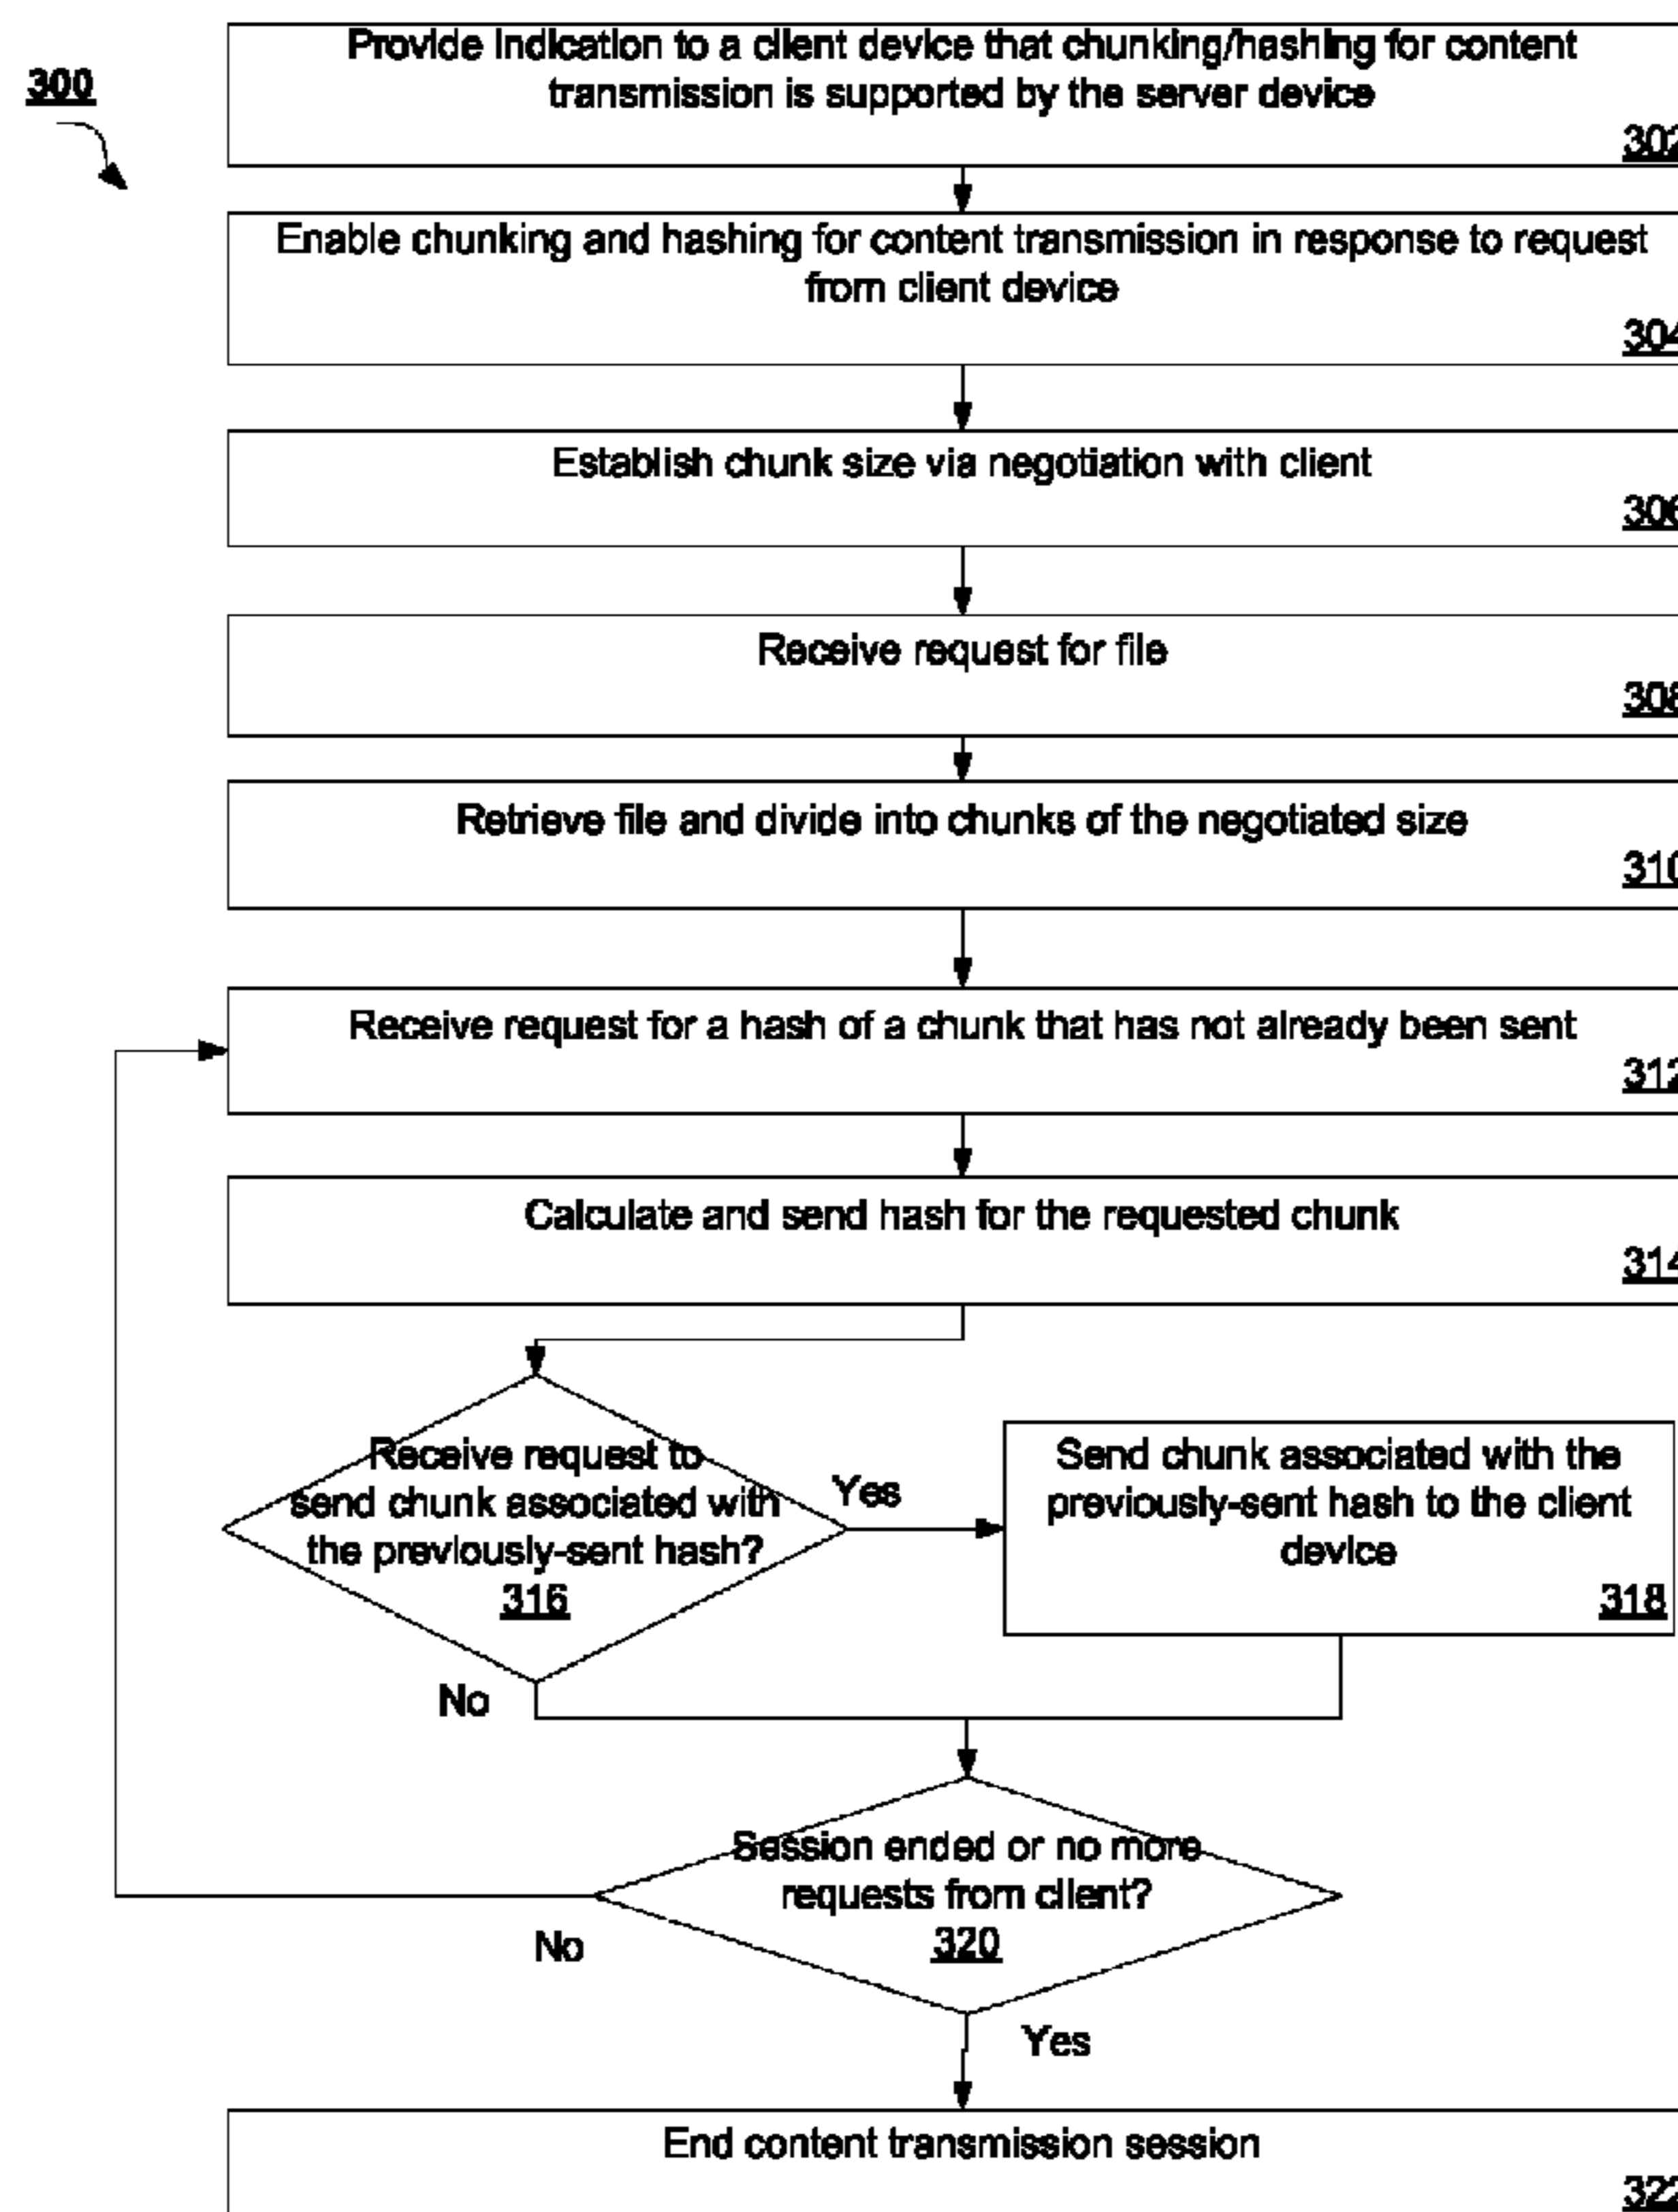 300
Provide indication to a client device that chunking/hashing for content
transmission is supported by the server device
302
Enable chunking and hashing for content transmission in response to request
from client device
304
Establish chunk size via negotiation with client
306
Receive request for file
308
Retrieve file and divide into chunks of the negotiated size
310
Receive request for a hash of a chunk that has not already been sent
312
Calculate and send hash for the requested chunk
314
Receive request to
send chunk associated with
the previously-sent hash?
316
Yes
Send chunk associated with the
previously-sent hash to the client
device
318
No
Session ended or no more
requests from client?
320
No
Yes
End content transmission session
322